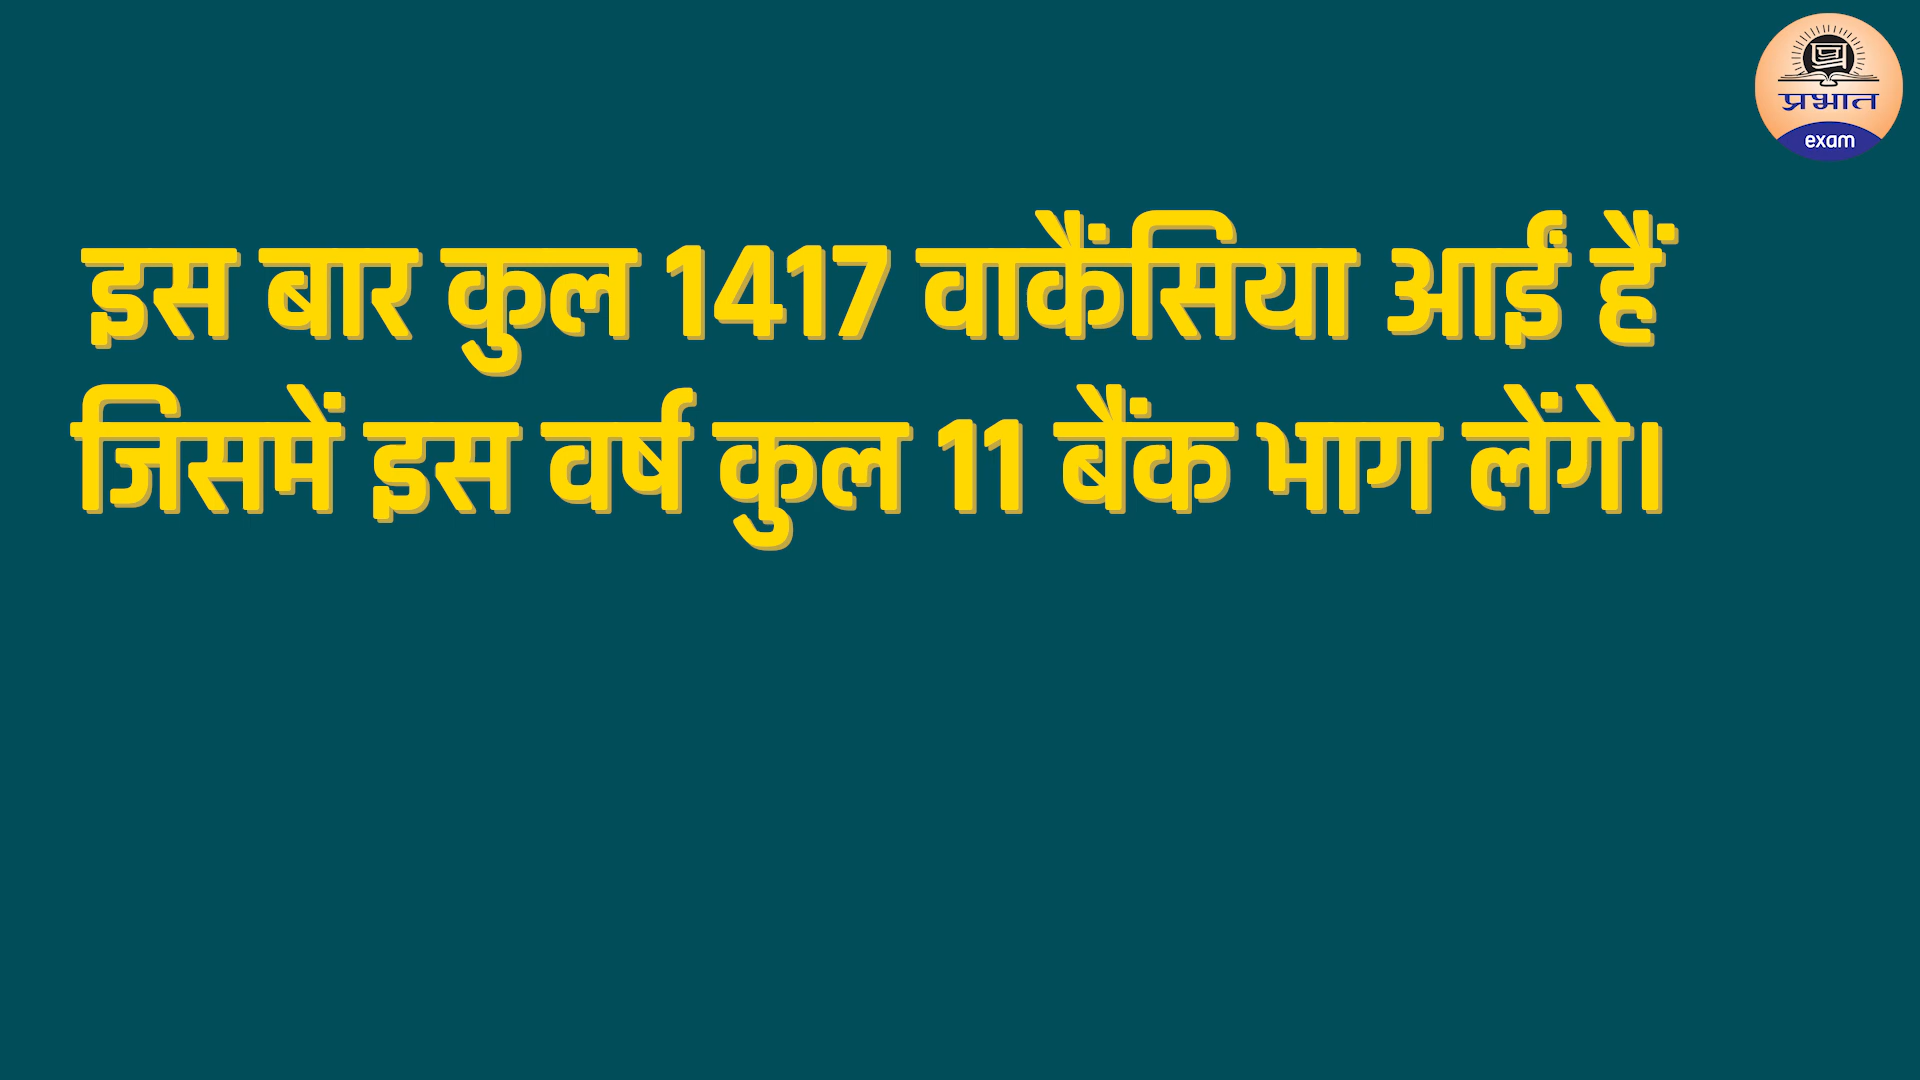 प्रभात
exam
इस बार कुल 1417 वाकैंसिया आईं हैं
जिसमें इस वर्ष कुल 11 बैंक भाग लेंगे।